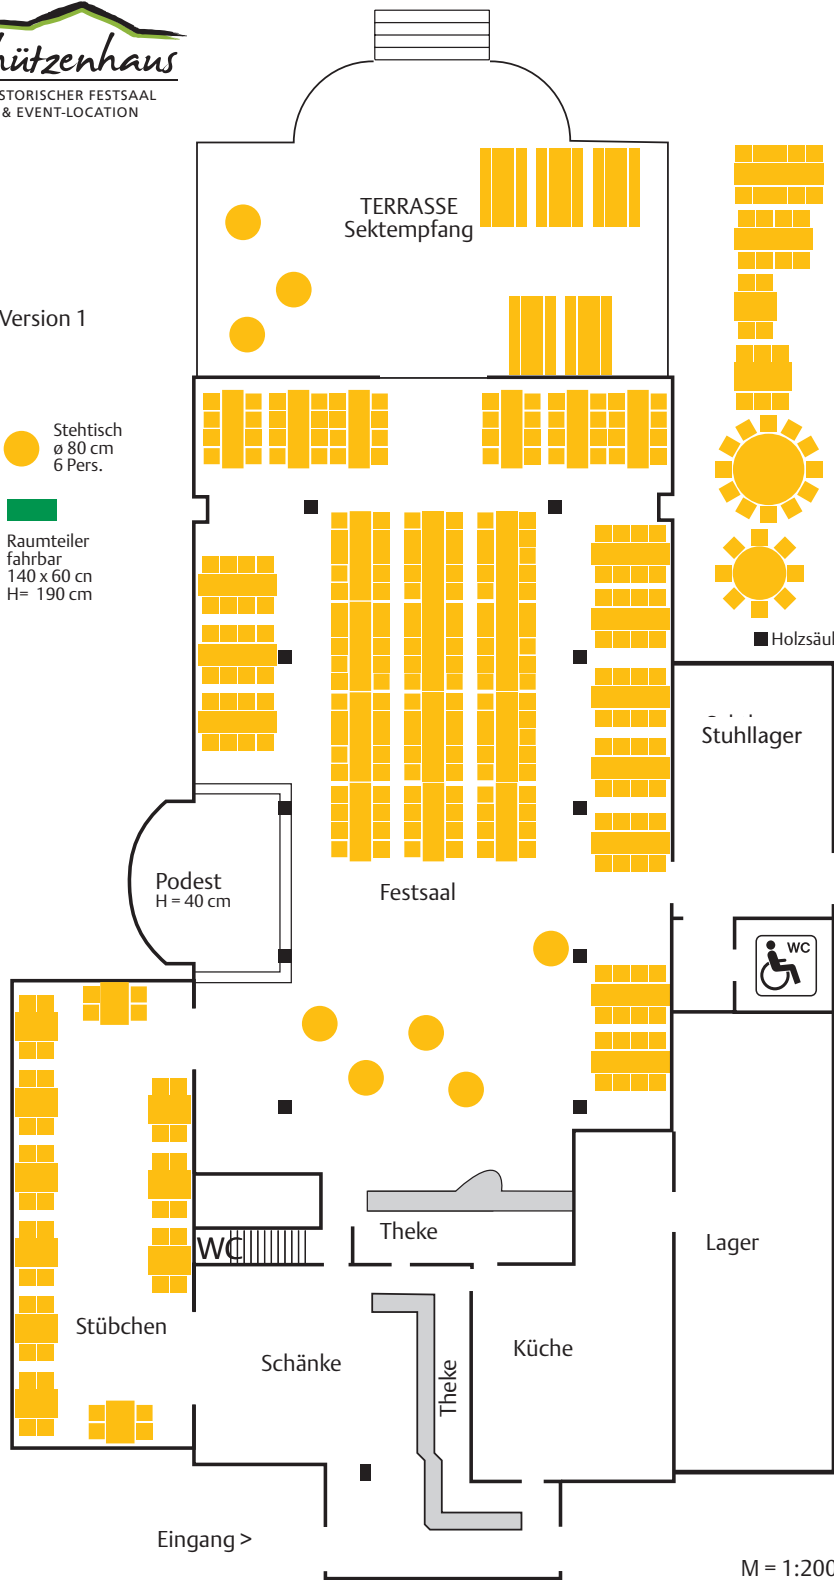 hützenhaus
STORISCHER FESTSAAL
& EVENT-LOCATION
TERRASSE
Sektempfang
Version 1
Stehtisch
ø 80 cm
6 Pers.
Raumteiler
fahrbar
140 x 60 cn
H= 190 cm
Holzsäul
Stuhllager
Podest
H = 40 cm
Festsaal
WC
Theke
WC
Lager
Stübchen
Schänke
Theke
Küche
Eingang >
M = 1:200